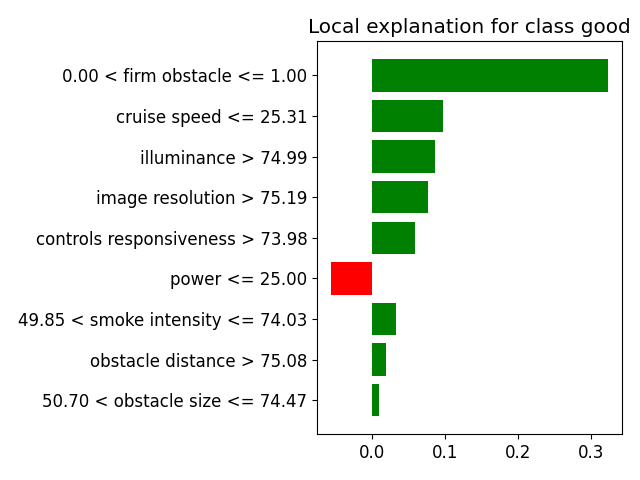 Local explanation for class good
0.00 < firm obstacle <= 1.00
cruise speed <= 25.31
illuminance > 74.99
image resolution > 75.19
controls responsiveness > 73.98
power <= 25.00
49.85 < smoke intensity <= 74.03
obstacle distance > 75.08
50.70 < obstacle size <= 74.47
0.0 0.1 0.2 0.3